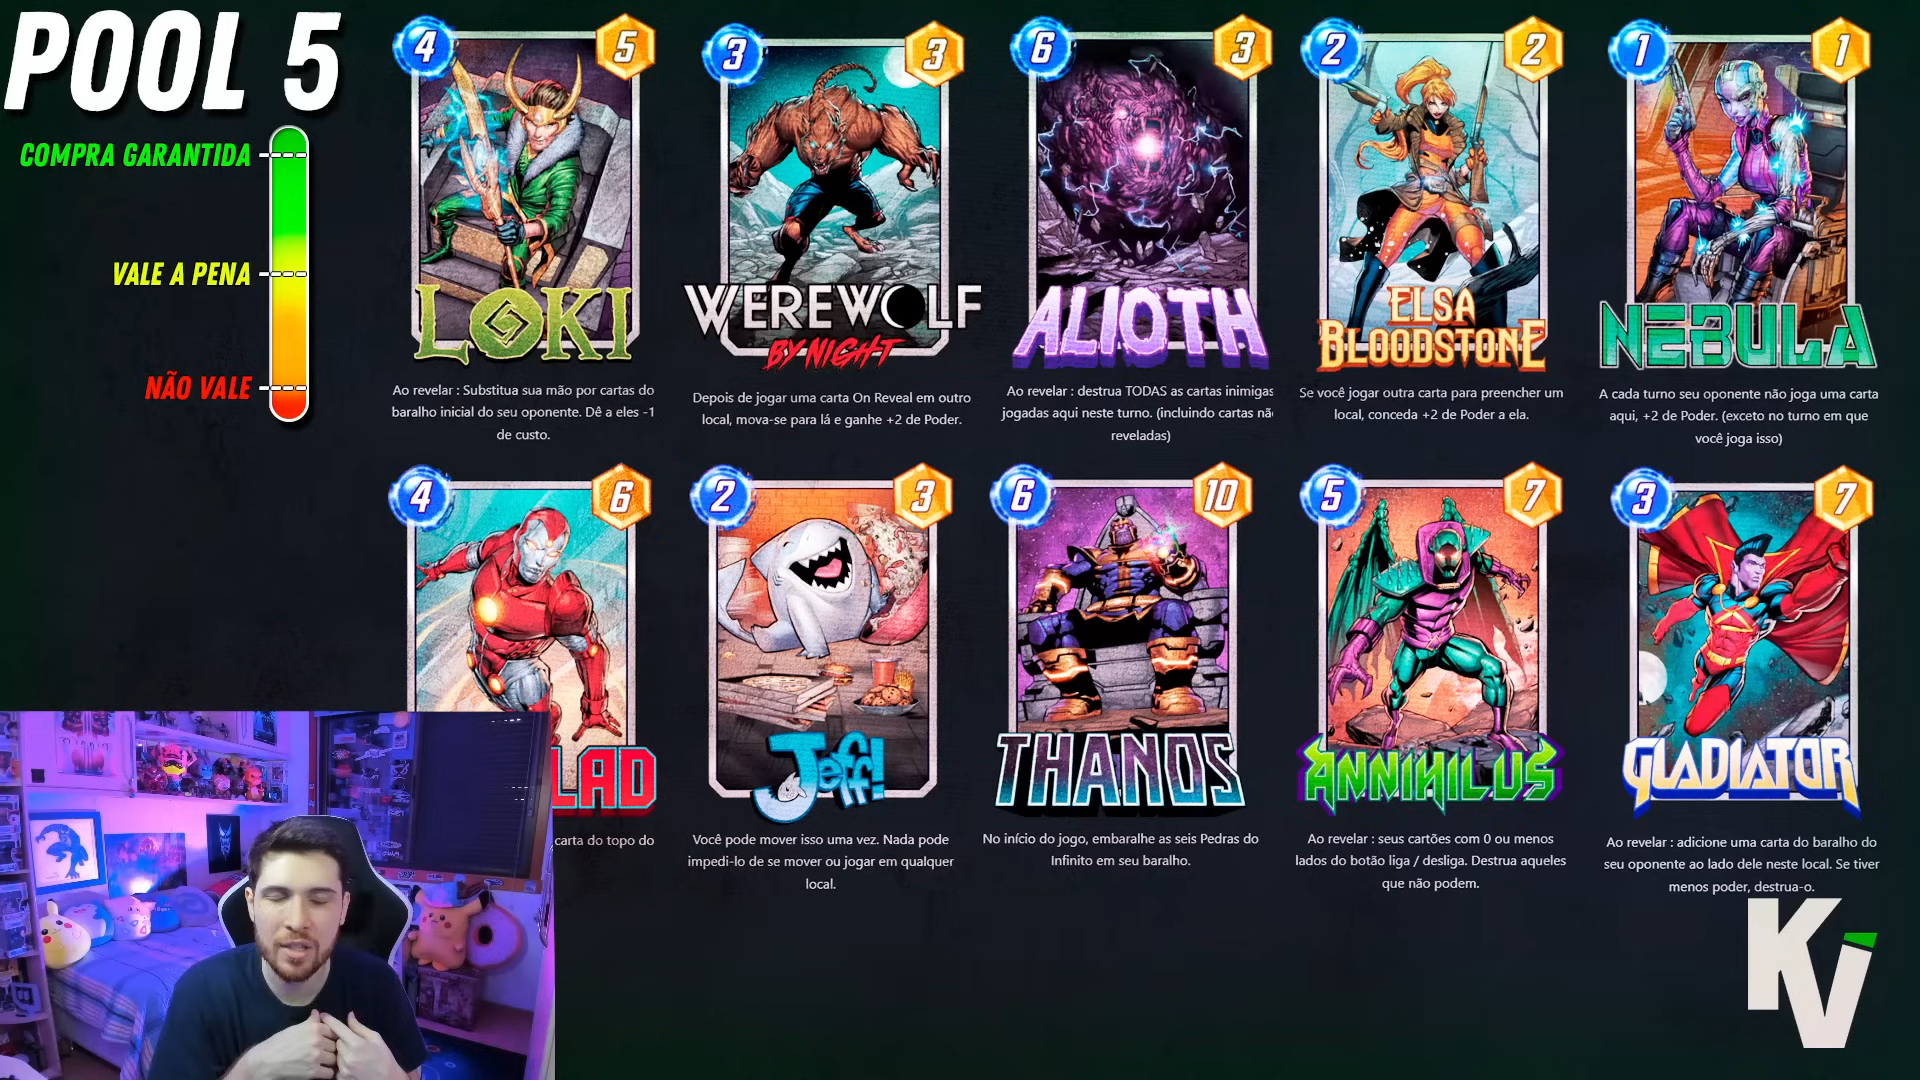 POOL 5
COMPRA GARANTIDA
VALE A PENA
NÃO VALE
4 5
LOKI
Ao revelar : Substitua sua mão por cartas do
baralho inicial do seu oponente. Dê a eles -1
de custo.
3 3
WEREWOLF
BY NIGHT
Depois de jogar uma carta On Reveal em outro
local, mova-se para lá e ganhe +2 de Poder.
6 3
ALIOTH
Ao revelar : destrua TODAS as cartas inimigas
jogadas aqui neste turno. (incluindo cartas nã
reveladas)
2 2
ELSA
BLOODSTONE
Se você jogar outra carta para preencher um
local, conceda +2 de Poder a ela.
1 1
NEBULA
A cada turno seu oponente não joga uma carta
aqui, +2 de Poder. (exceto no turno em que
você joga isso)
4 6
LAD
carta do topo do
2 3
Jeff!
Você pode mover isso uma vez. Nada pode
impedi-lo de se mover ou jogar em qualquer
local.
6 10
THANOS
No início do jogo, embaralhe as seis Pedras do
Infinito em seu baralho.
5 7
ANNIHILUS
Ao revelar : seus cartões com 0 ou menos
lados do botão liga / desliga. Destrua aqueles
que não podem.
3 7
GLADIATOR
Ao revelar : adicione uma carta do baralho do
seu oponente ao lado dele neste local. Se tiver
menos poder, destrua-o.
KV